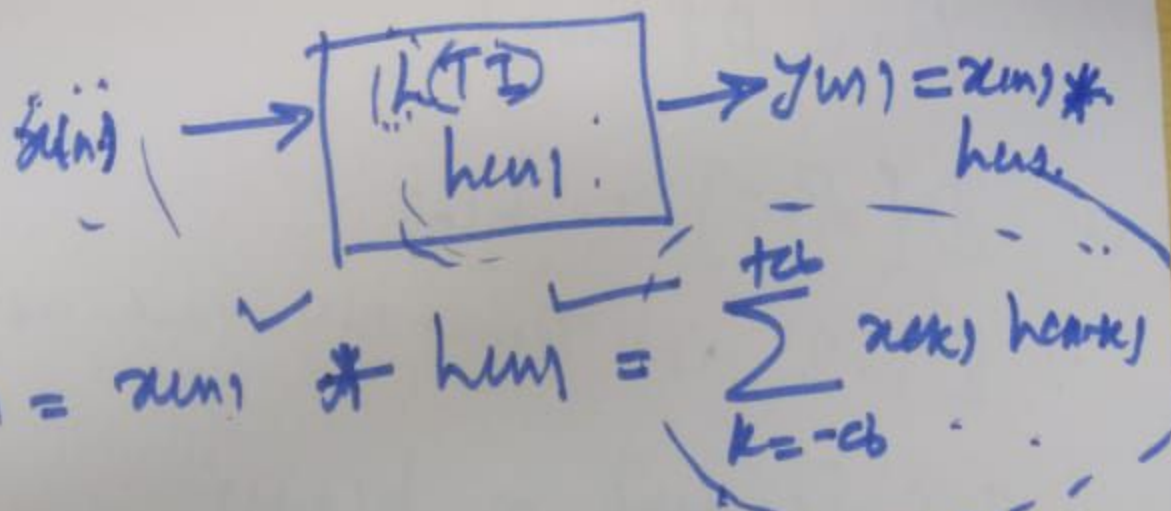 x(n) → LTI → y(n) = x(n) *
h(n) h(n)
= x(n) * h(n) = +∞ ∑ k=-∞ x(k) h(n-k)